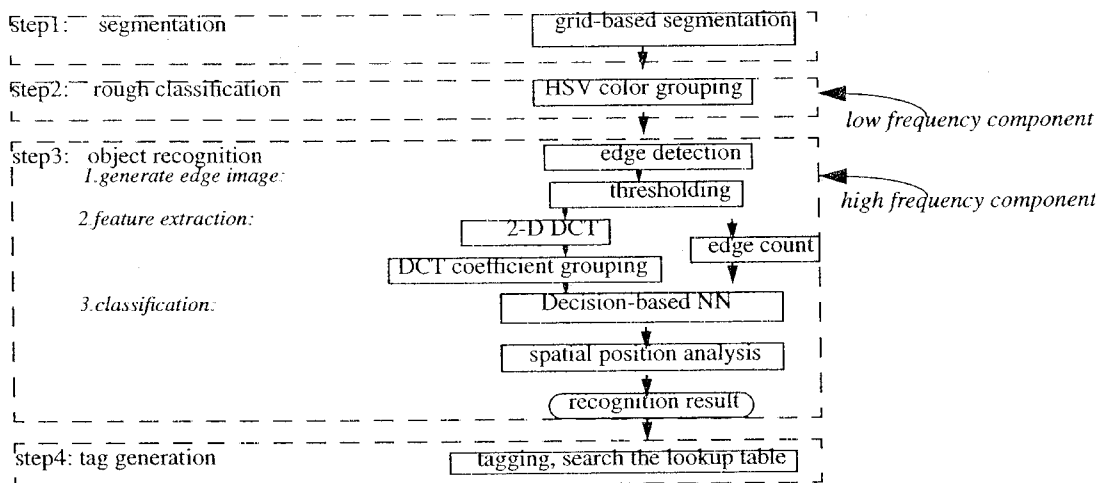 step1: segmentation
grid-based segmentation
step2: rough classification
HSV color grouping
low frequency component
step3: object recognition
edge detection
1.generate edge image:
thresholding
high frequency component
2.feature extraction:
2-D DCT
edge count
DCT coefficient grouping
3.classification:
Decision-based NN
spatial position analysis
recognition result
step4: tag generation
tagging, search the lookup table